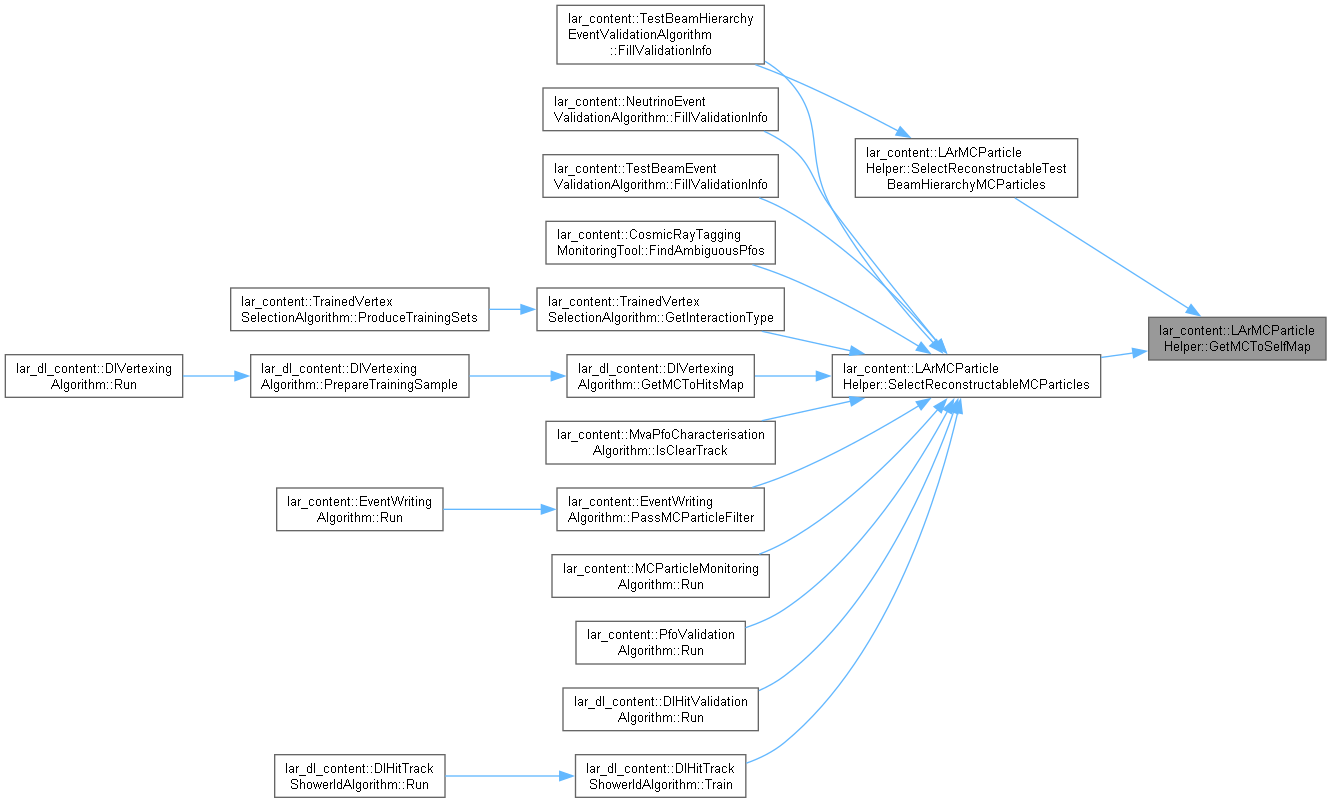 lar_content::TestBeamHierarchy
EventValidationAlgorithm
::FillValidationInfo
lar_content::NeutrinoEvent
ValidationAlgorithm::FillValidationInfo
lar_content::TestBeamEvent
ValidationAlgorithm::FillValidationInfo
lar_content::CosmicRayTagging
MonitoringTool::FindAmbiguousPfos
lar_content::TrainedVertex
SelectionAlgorithm::ProduceTrainingSets
lar_content::TrainedVertex
SelectionAlgorithm::GetInteractionType
lar_dl_content::DlVertexing
Algorithm::Run
lar_dl_content::DlVertexing
Algorithm::PrepareTrainingSample
lar_dl_content::DlVertexing
Algorithm::GetMCToHitsMap
lar_content::MvaPfoCharacterisation
Algorithm::IsClearTrack
lar_content::EventWriting
Algorithm::Run
lar_content::EventWriting
Algorithm::PassMCParticleFilter
lar_content::MCParticleMonitoring
Algorithm::Run
lar_content::PfoValidation
Algorithm::Run
lar_dl_content::DlHitValidation
Algorithm::Run
lar_dl_content::DlHitTrack
ShowerIdAlgorithm::Run
lar_dl_content::DlHitTrack
ShowerIdAlgorithm::Train
lar_content::LArMCParticle
Helper::SelectReconstructableTest
BeamHierarchyMCParticles
lar_content::LArMCParticle
Helper::SelectReconstructableMCParticles
lar_content::LArMCParticle
Helper::GetMCToSelfMap